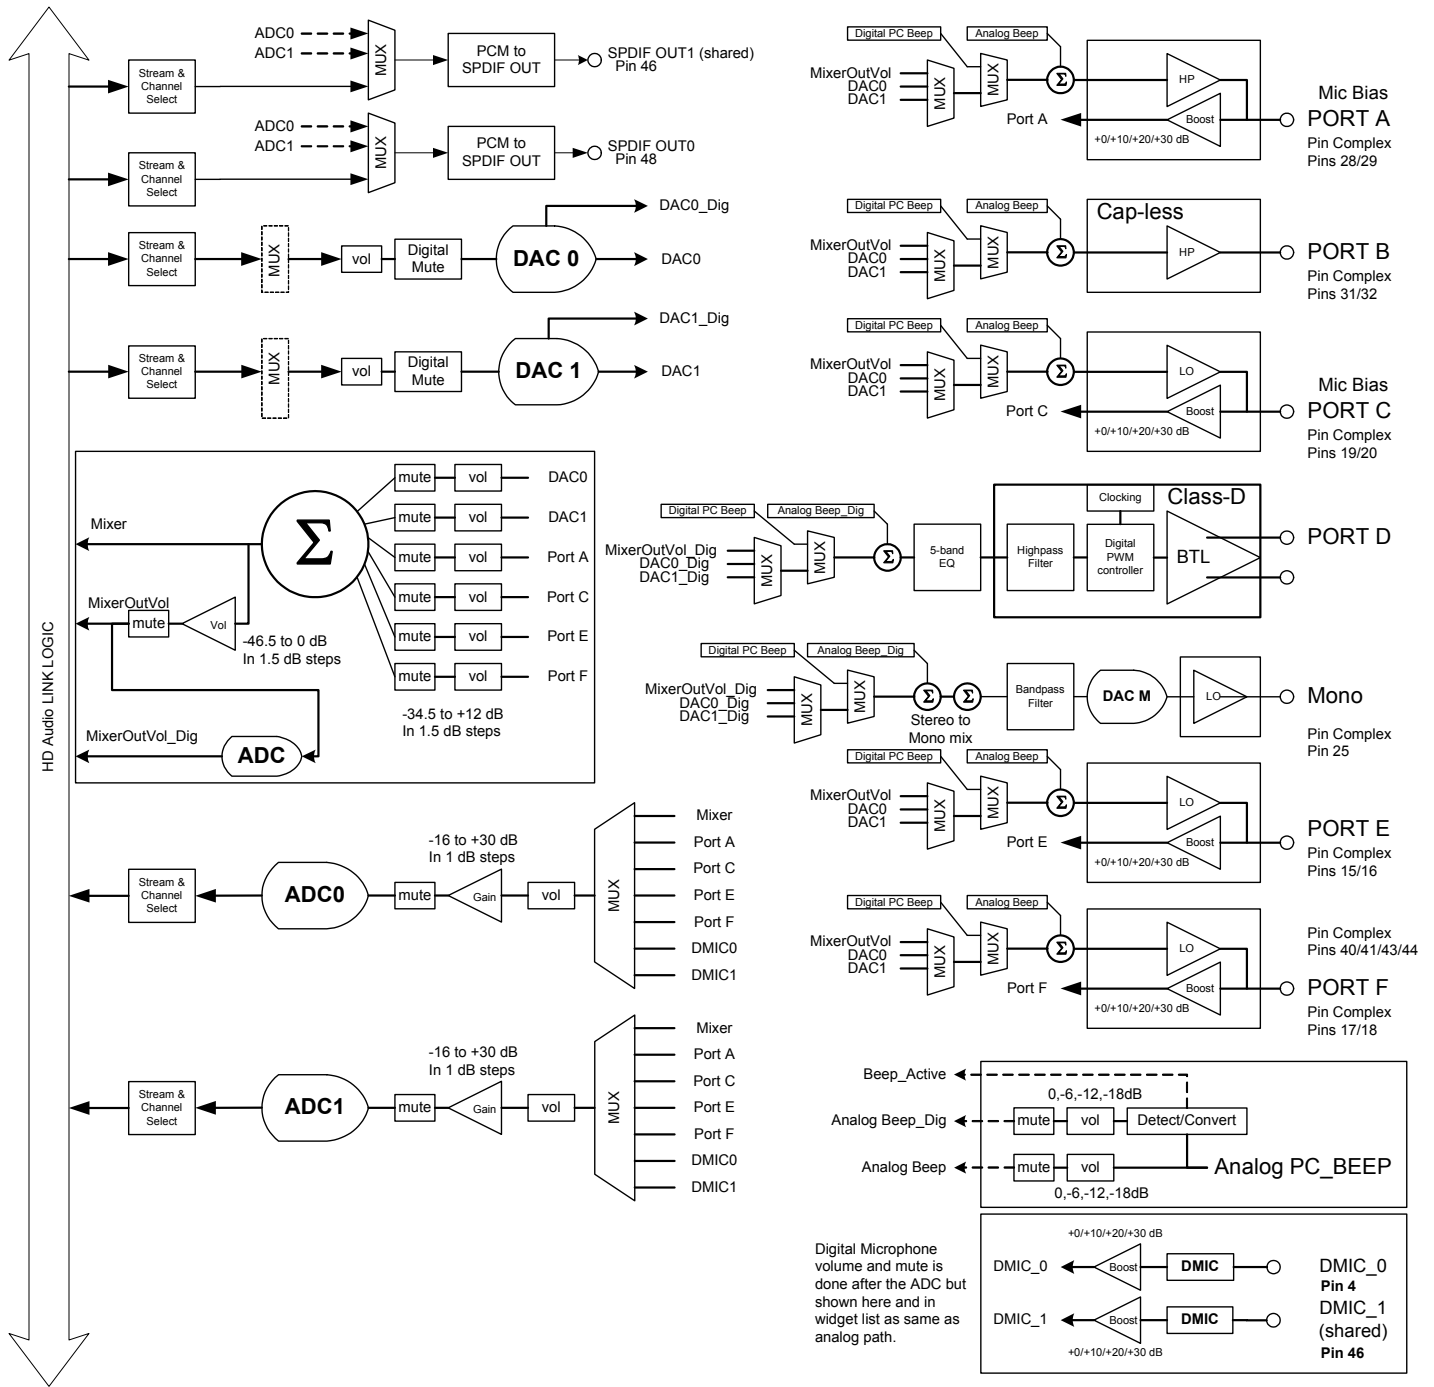 HD Audio LINK LOGIC
ADC0
ADC1
Stream &
Channel
Select
MUX
PCM to
SPDIF OUT
SPDIF OUT1 (shared)
Pin 46
ADC0
ADC1
Stream &
Channel
Select
MUX
PCM to
SPDIF OUT
SPDIF OUT0
Pin 48
Stream &
Channel
Select
MUX
vol
Digital
Mute
DAC 0
DAC0_Dig
DAC0
Stream &
Channel
Select
MUX
vol
Digital
Mute
DAC 1
DAC1_Dig
DAC1
Mixer
Σ
mute
vol
DAC0
mute
vol
DAC1
mute
vol
Port A
mute
vol
Port C
mute
vol
Port E
mute
vol
Port F
MixerOutVol
mute
Vol
-46.5 to 0 dB
In 1.5 dB steps
-34.5 to +12 dB
In 1.5 dB steps
MixerOutVol_Dig
ADC
Stream &
Channel
Select
ADC0
mute
Gain
-16 to +30 dB
In 1 dB steps
vol
MUX
Mixer
Port A
Port C
Port E
Port F
DMIC0
DMIC1
Stream &
Channel
Select
ADC1
mute
Gain
-16 to +30 dB
In 1 dB steps
vol
MUX
Mixer
Port A
Port C
Port E
Port F
DMIC0
DMIC1
Digital PC Beep
Analog Beep
MixerOutVol
DAC0
DAC1
MUX
MUX
Σ
HP
Port A
Boost
+0/+10/+20/+30 dB
Mic Bias
PORT A
Pin Complex
Pins 28/29
Digital PC Beep
Analog Beep
MixerOutVol
DAC0
DAC1
MUX
MUX
Σ
Cap-less
HP
PORT B
Pin Complex
Pins 31/32
Digital PC Beep
Analog Beep
MixerOutVol
DAC0
DAC1
MUX
MUX
Σ
LO
Port C
Boost
+0/+10/+20/+30 dB
Mic Bias
PORT C
Pin Complex
Pins 19/20
Digital PC Beep
Analog Beep_Dig
MixerOutVol_Dig
DAC0_Dig
DAC1_Dig
MUX
MUX
Σ
5-band
EQ
Highpass
Filter
Clocking
Digital
PWM
controller
Class-D
BTL
PORT D
Digital PC Beep
Analog Beep_Dig
MixerOutVol_Dig
DAC0_Dig
DAC1_Dig
MUX
MUX
Σ
Σ
Stereo to
Mono mix
Bandpass
Filter
DAC M
LO
Mono
Pin Complex
Pin 25
Digital PC Beep
Analog Beep
MixerOutVol
DAC0
DAC1
MUX
MUX
Σ
LO
Port E
Boost
+0/+10/+20/+30 dB
PORT E
Pin Complex
Pins 15/16
Digital PC Beep
Analog Beep
MixerOutVol
DAC0
DAC1
MUX
MUX
Σ
LO
Port F
Boost
+0/+10/+20/+30 dB
Pin Complex
Pins 40/41/43/44
PORT F
Pin Complex
Pins 17/18
Beep_Active
0,-6,-12,-18dB
Analog Beep_Dig
mute
vol
Detect/Convert
Analog Beep
mute
vol
Analog PC_BEEP
0,-6,-12,-18dB
Digital Microphone
volume and mute is
done after the ADC but
shown here and in
widget list as same as
analog path.
+0/+10/+20/+30 dB
DMIC_0
Boost
DMIC
DMIC_0
Pin 4
DMIC_1
Boost
DMIC
DMIC_1
(shared)
Pin 46
+0/+10/+20/+30 dB